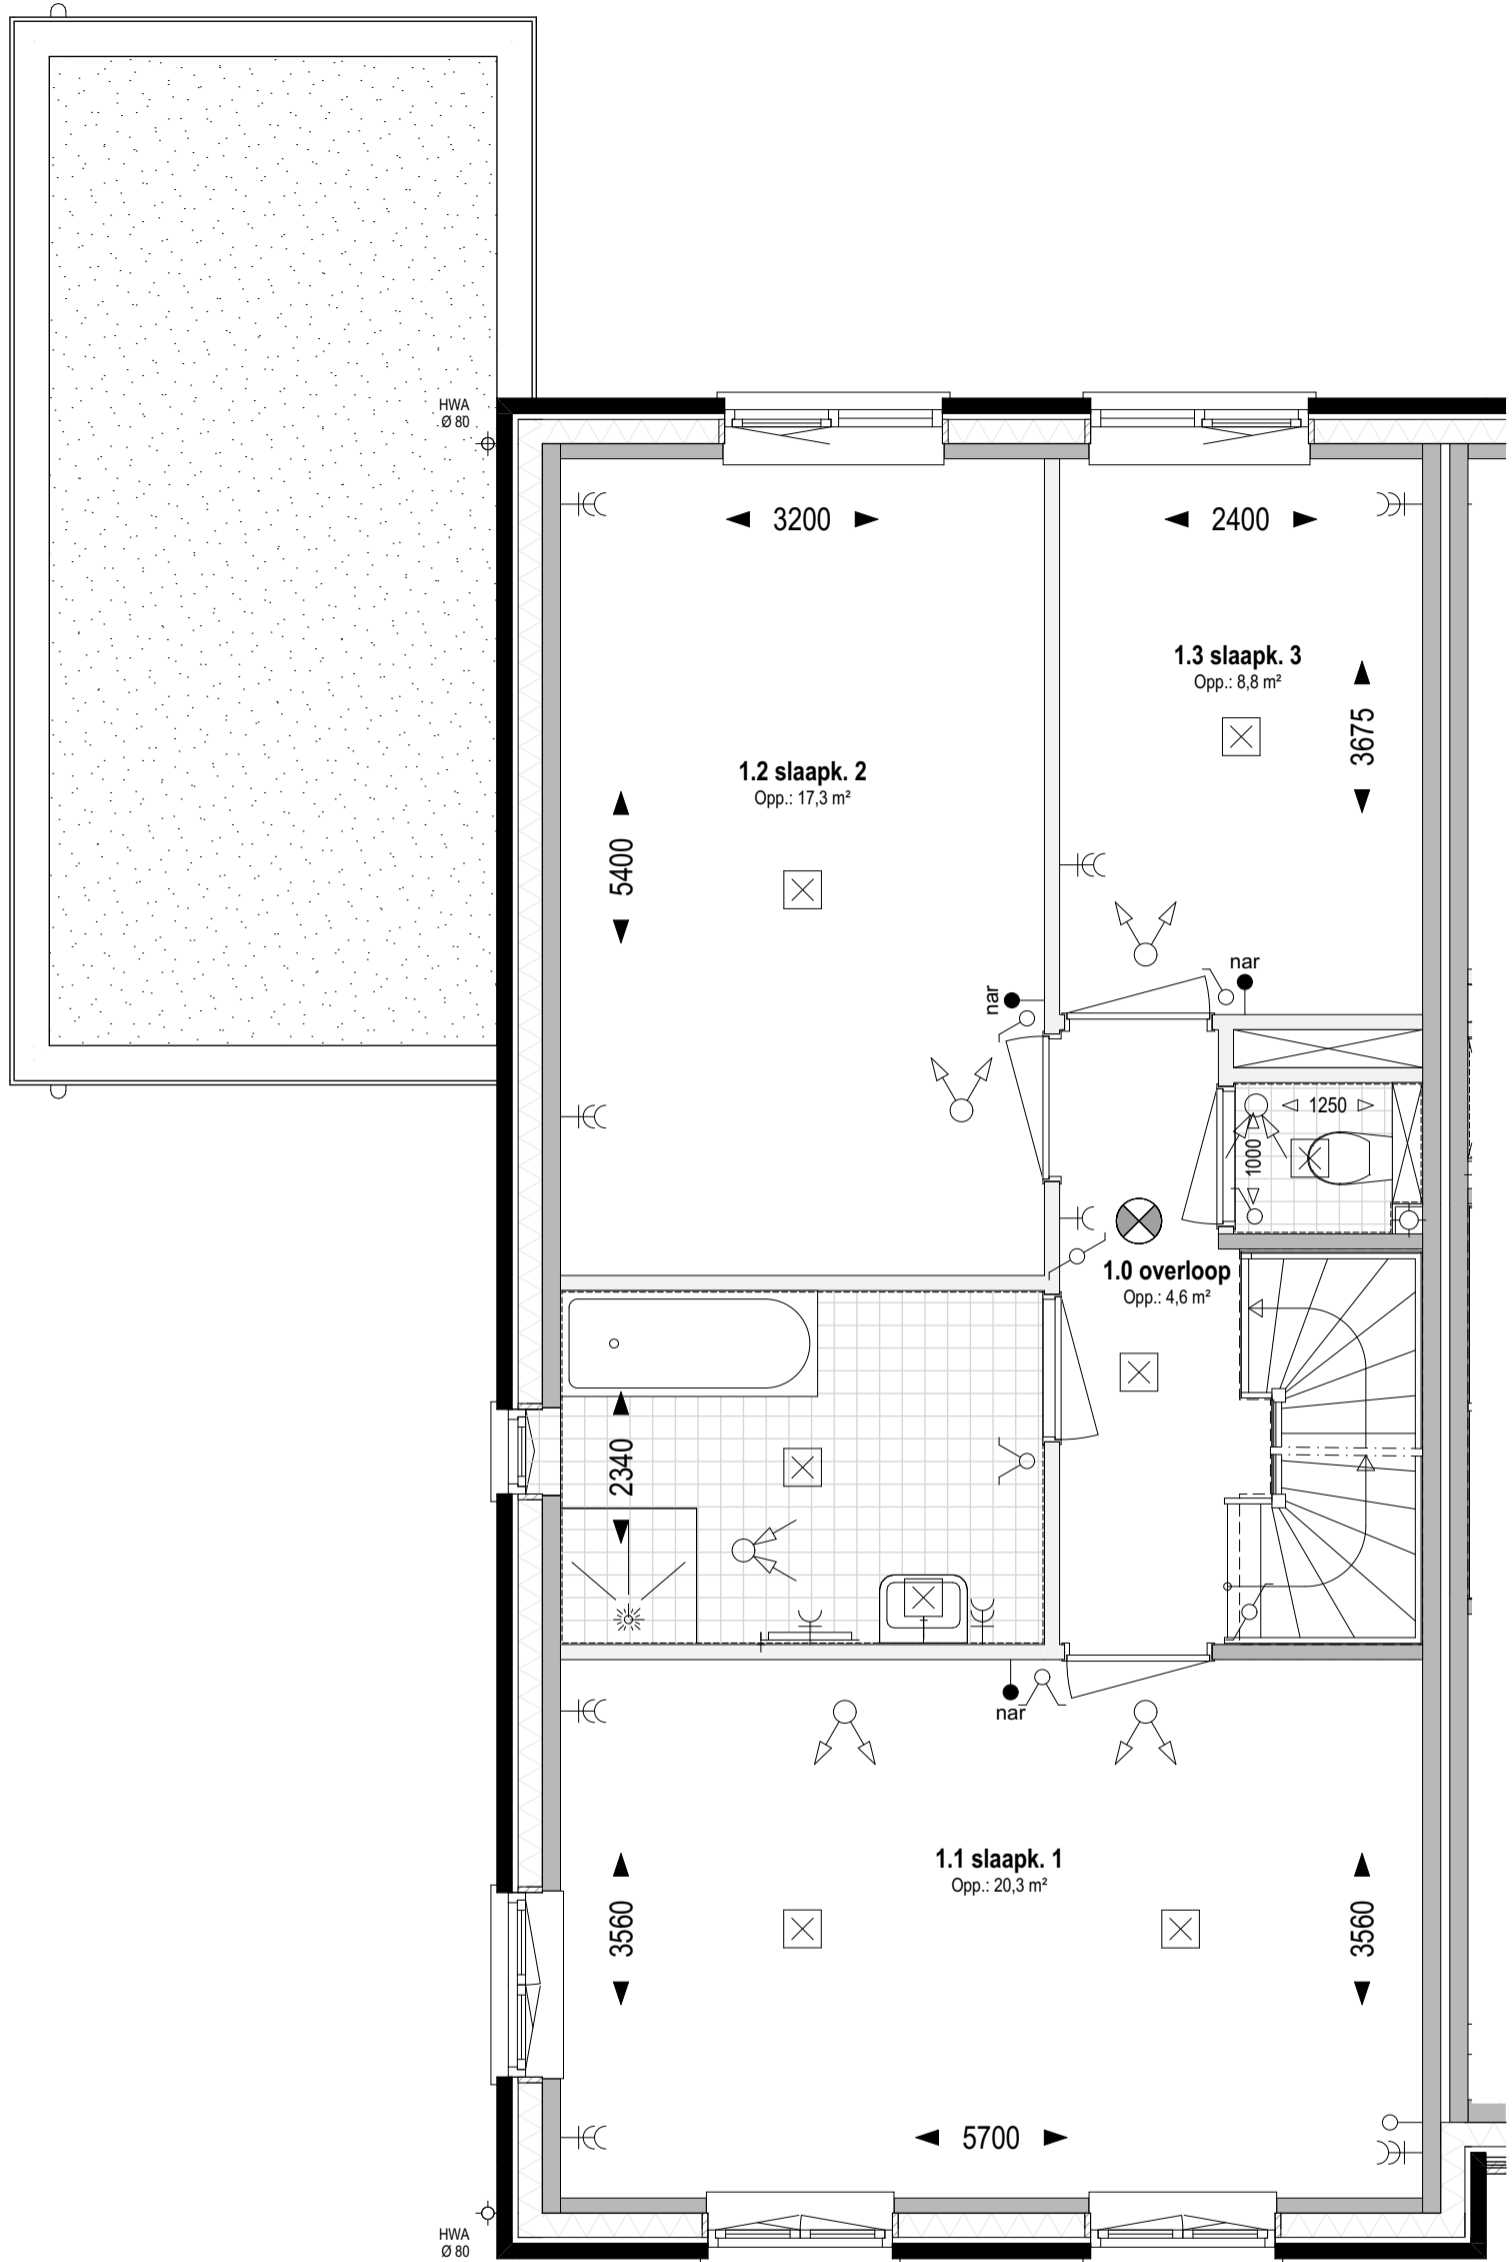 HWA
Ø 80
3200
2400
1.3 slaapk. 3
Opp.: 8,8 m²
3675
1.2 slaapk. 2
Opp.: 17,3 m²
5400
nar
nar
1250
1000
1.0 overloop
Opp.: 4,6 m²
2340
nar
1.1 slaapk. 1
Opp.: 20,3 m²
3560
3560
5700
HWA
Ø 80